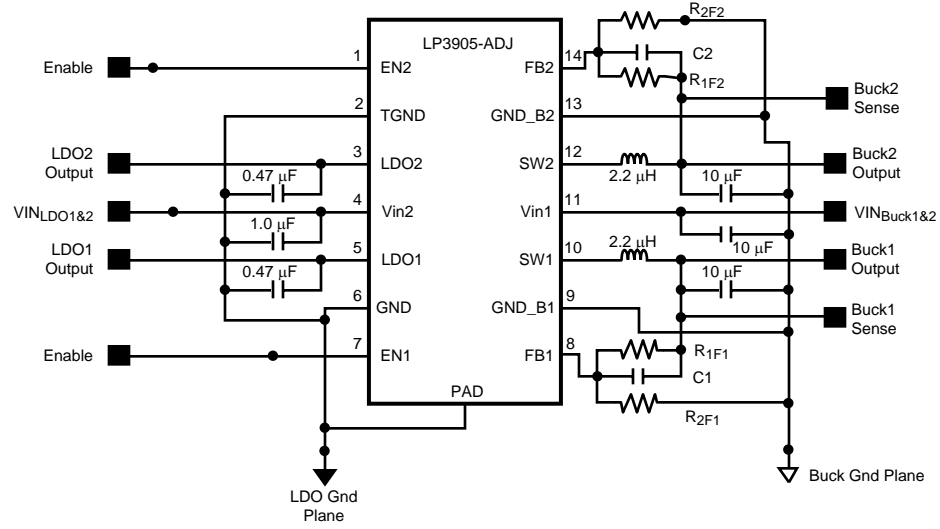 R2F2
LP3905-ADJ
Enable
1
EN2
FB2
14
C2
R1F2
Buck2
Sense
2
TGND
GND_B2
13
LDO2
Output
3
LDO2
SW2
12
2.2 μH
Buck2
Output
0.47 μF
10 μF
VINLDO1&2
4
Vin2
Vin1
11
VINBuck1&2
1.0 μF
2.2 μH
10 μF
LDO1
Output
5
LDO1
SW1
10
Buck1
Output
0.47 μF
10 μF
6
GND
GND_B1
9
Buck1
Sense
Enable
7
EN1
FB1
8
R1F1
C1
PAD
R2F1
LDO Gnd
Plane
Buck Gnd Plane